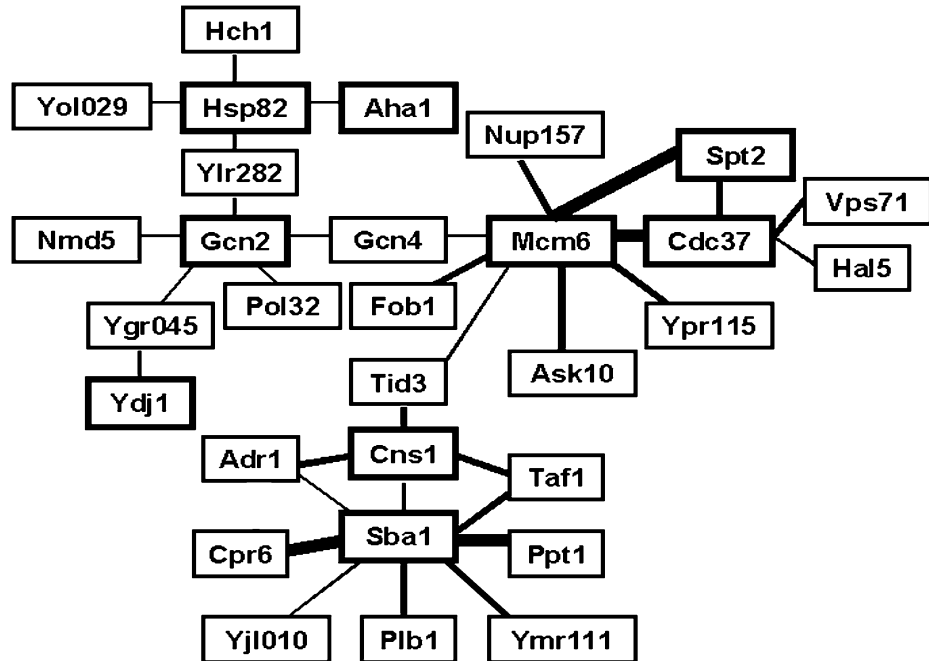 Hch1
Yol029
Hsp82
Aha1
Nup157
Spt2
Ylr282
Vps71
Nmd5
Gcn2
Gcn4
Mcm6
Cdc37
Hal5
Pol32
Fob1
Ypr115
Ygr045
Ask10
Tid3
Ydj1
Adr1
Cns1
Taf1
Cpr6
Sba1
Ppt1
Yjl010
Plb1
Ymr111